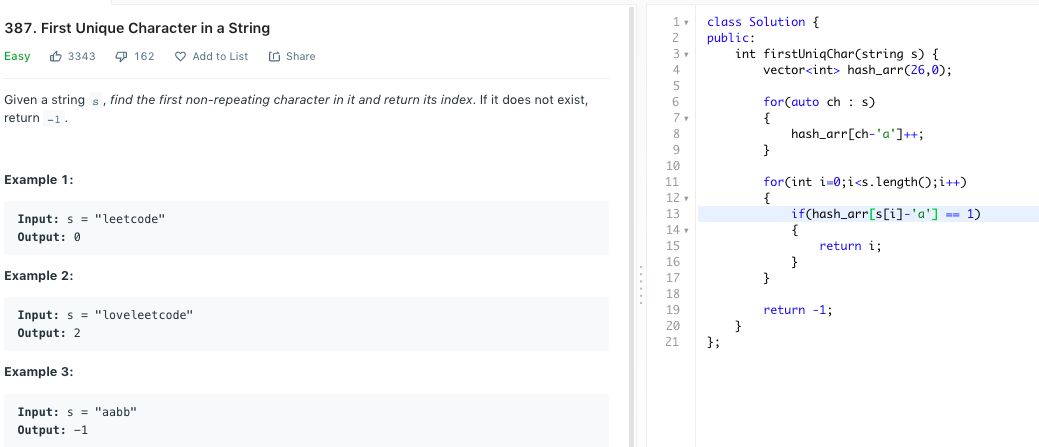 387. First Unique Character in a String
Easy 3343 162 Add to List Share
Given a string s , find the first non-repeating character in it and return its index. If it does not exist,
return -1 .
Example 1:
Input: s = "leetcode"
Output: 0
Example 2:
Input: s = "loveleetcode"
Output: 2
Example 3:
Input: s = "aabb"
Output: -1
1 class Solution {
2 public:
3     int firstUniqChar(string s) {
4         vector<int> hash_arr(26,0);
5
6         for(auto ch : s)
7         {
8             hash_arr[ch-'a']++;
9         }
10
11         for(int i=0;i<s.length();i++)
12         {
13             if(hash_arr[s[i]-'a'] == 1)
14             {
15                 return i;
16             }
17         }
18
19         return -1;
20     }
21 };